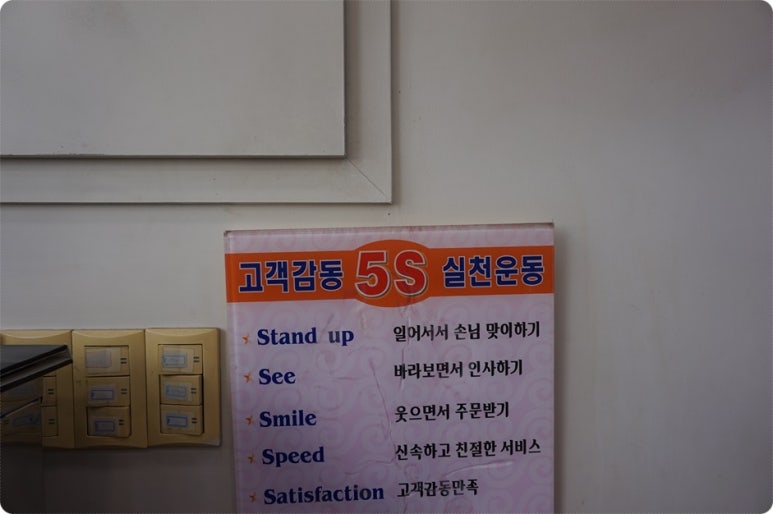 고객감동 5S 실천운동
Stand up 일어서서 손님 맞이하기
See 바라보면서 인사하기
Smile 웃으면서 주문받기
Speed 신속하고 친절한 서비스
Satisfaction 고객감동만족